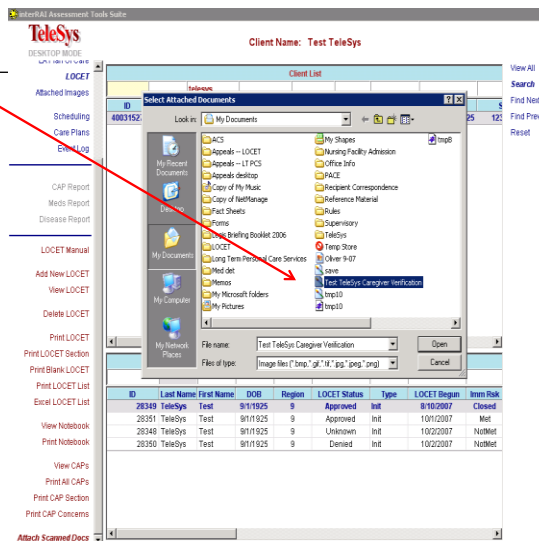 interRAI Assessment Tools Suite
TeleSys
DESKTOP MODE
Client Name: Test TeleSys
LOCET
Attached Images
Scheduling
Care Plans
Event Log
CAP Report
Meds Report
Disease Report
LOCET Manual
Add New LOCET
View LOCET
Delete LOCET
Print LOCET
Print LOCET Section
Print Blank LOCET
Print LOCET List
Excel LOCET List
View Notebook
Print Notebook
View CAPs
Print All CAPs
Print CAP Section
Print CAP Concerns
Attach Scanned Docs
View All
Search
Find Next
Find Prev
Reset
Client List
telesys
ID
Select Attached Documents
Look in: My Documents
My Recent Documents
Desktop
My Documents
My Computer
My Network Places
ACS
Appeals -- LOCET
Appeals -- LT PCS
Appeals desktop
Copy of My Music
Copy of NetManage
Fact Sheets
Forms
Legis Briefing Booklet 2006
LOCET
Long Term Personal Care Services
Med det
Memos
My Microsoft folders
My Pictures
My Shapes
Nursing Facility Admission
Office Info
PACE
Recipient Correspondence
Reference Material
Rules
Supervisory
TeleSys
Temp Store
Oliver 9-07
save
Test TeleSys Caregiver Verification
tmp10
tmp10
tmp8
File name: Test TeleSys Caregiver Verification Open
Files of type: Image files (*.bmp,*.gif,*.tif,*.jpg,*.jpeg,*.png) Cancel
ID Last Name First Name DOB Region LOCET Status Type LOCET Begun Imm Rsk
28349 TeleSys Test 9/1/1925 9 Approved Init 8/10/2007 Closed
28351 TeleSys Test 9/1/1925 9 Approved Init 10/1/2007 Met
28348 TeleSys Test 9/1/1925 9 Unknown Init 10/2/2007 NotMet
28350 TeleSys Test 9/1/1925 9 Denied Init 10/2/2007 NotMet